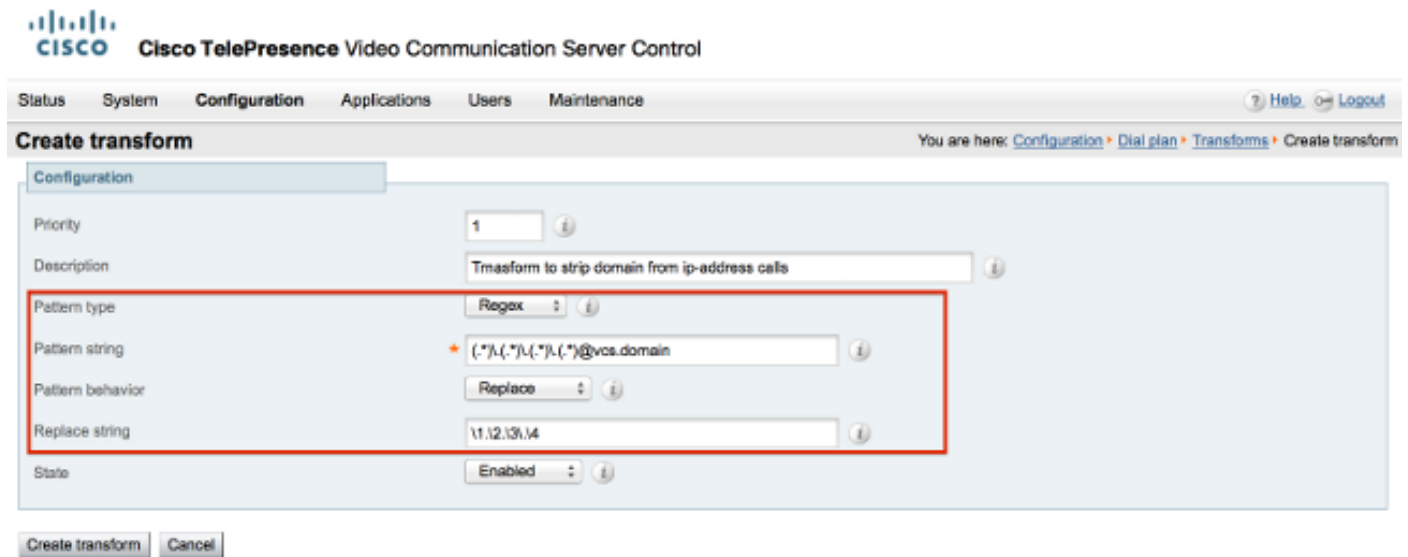 CISCO Cisco TelePresence Video Communication Server Control
Status System Configuration Applications Users Maintenance ? Help Logout
Create transform You are here: Configuration Dial plan Transforms Create transform
Configuration
Priority 1 i
Description Tmasform to strip domain from ip-address calls i
Pattern type Regex i
Pattern string * (.*)\.(.*)\.(.*)\.(.*)@vcs.domain i
Pattern behavior Replace i
Replace string \1.\2.\3\.\4 i
State Enabled i
Create transform Cancel